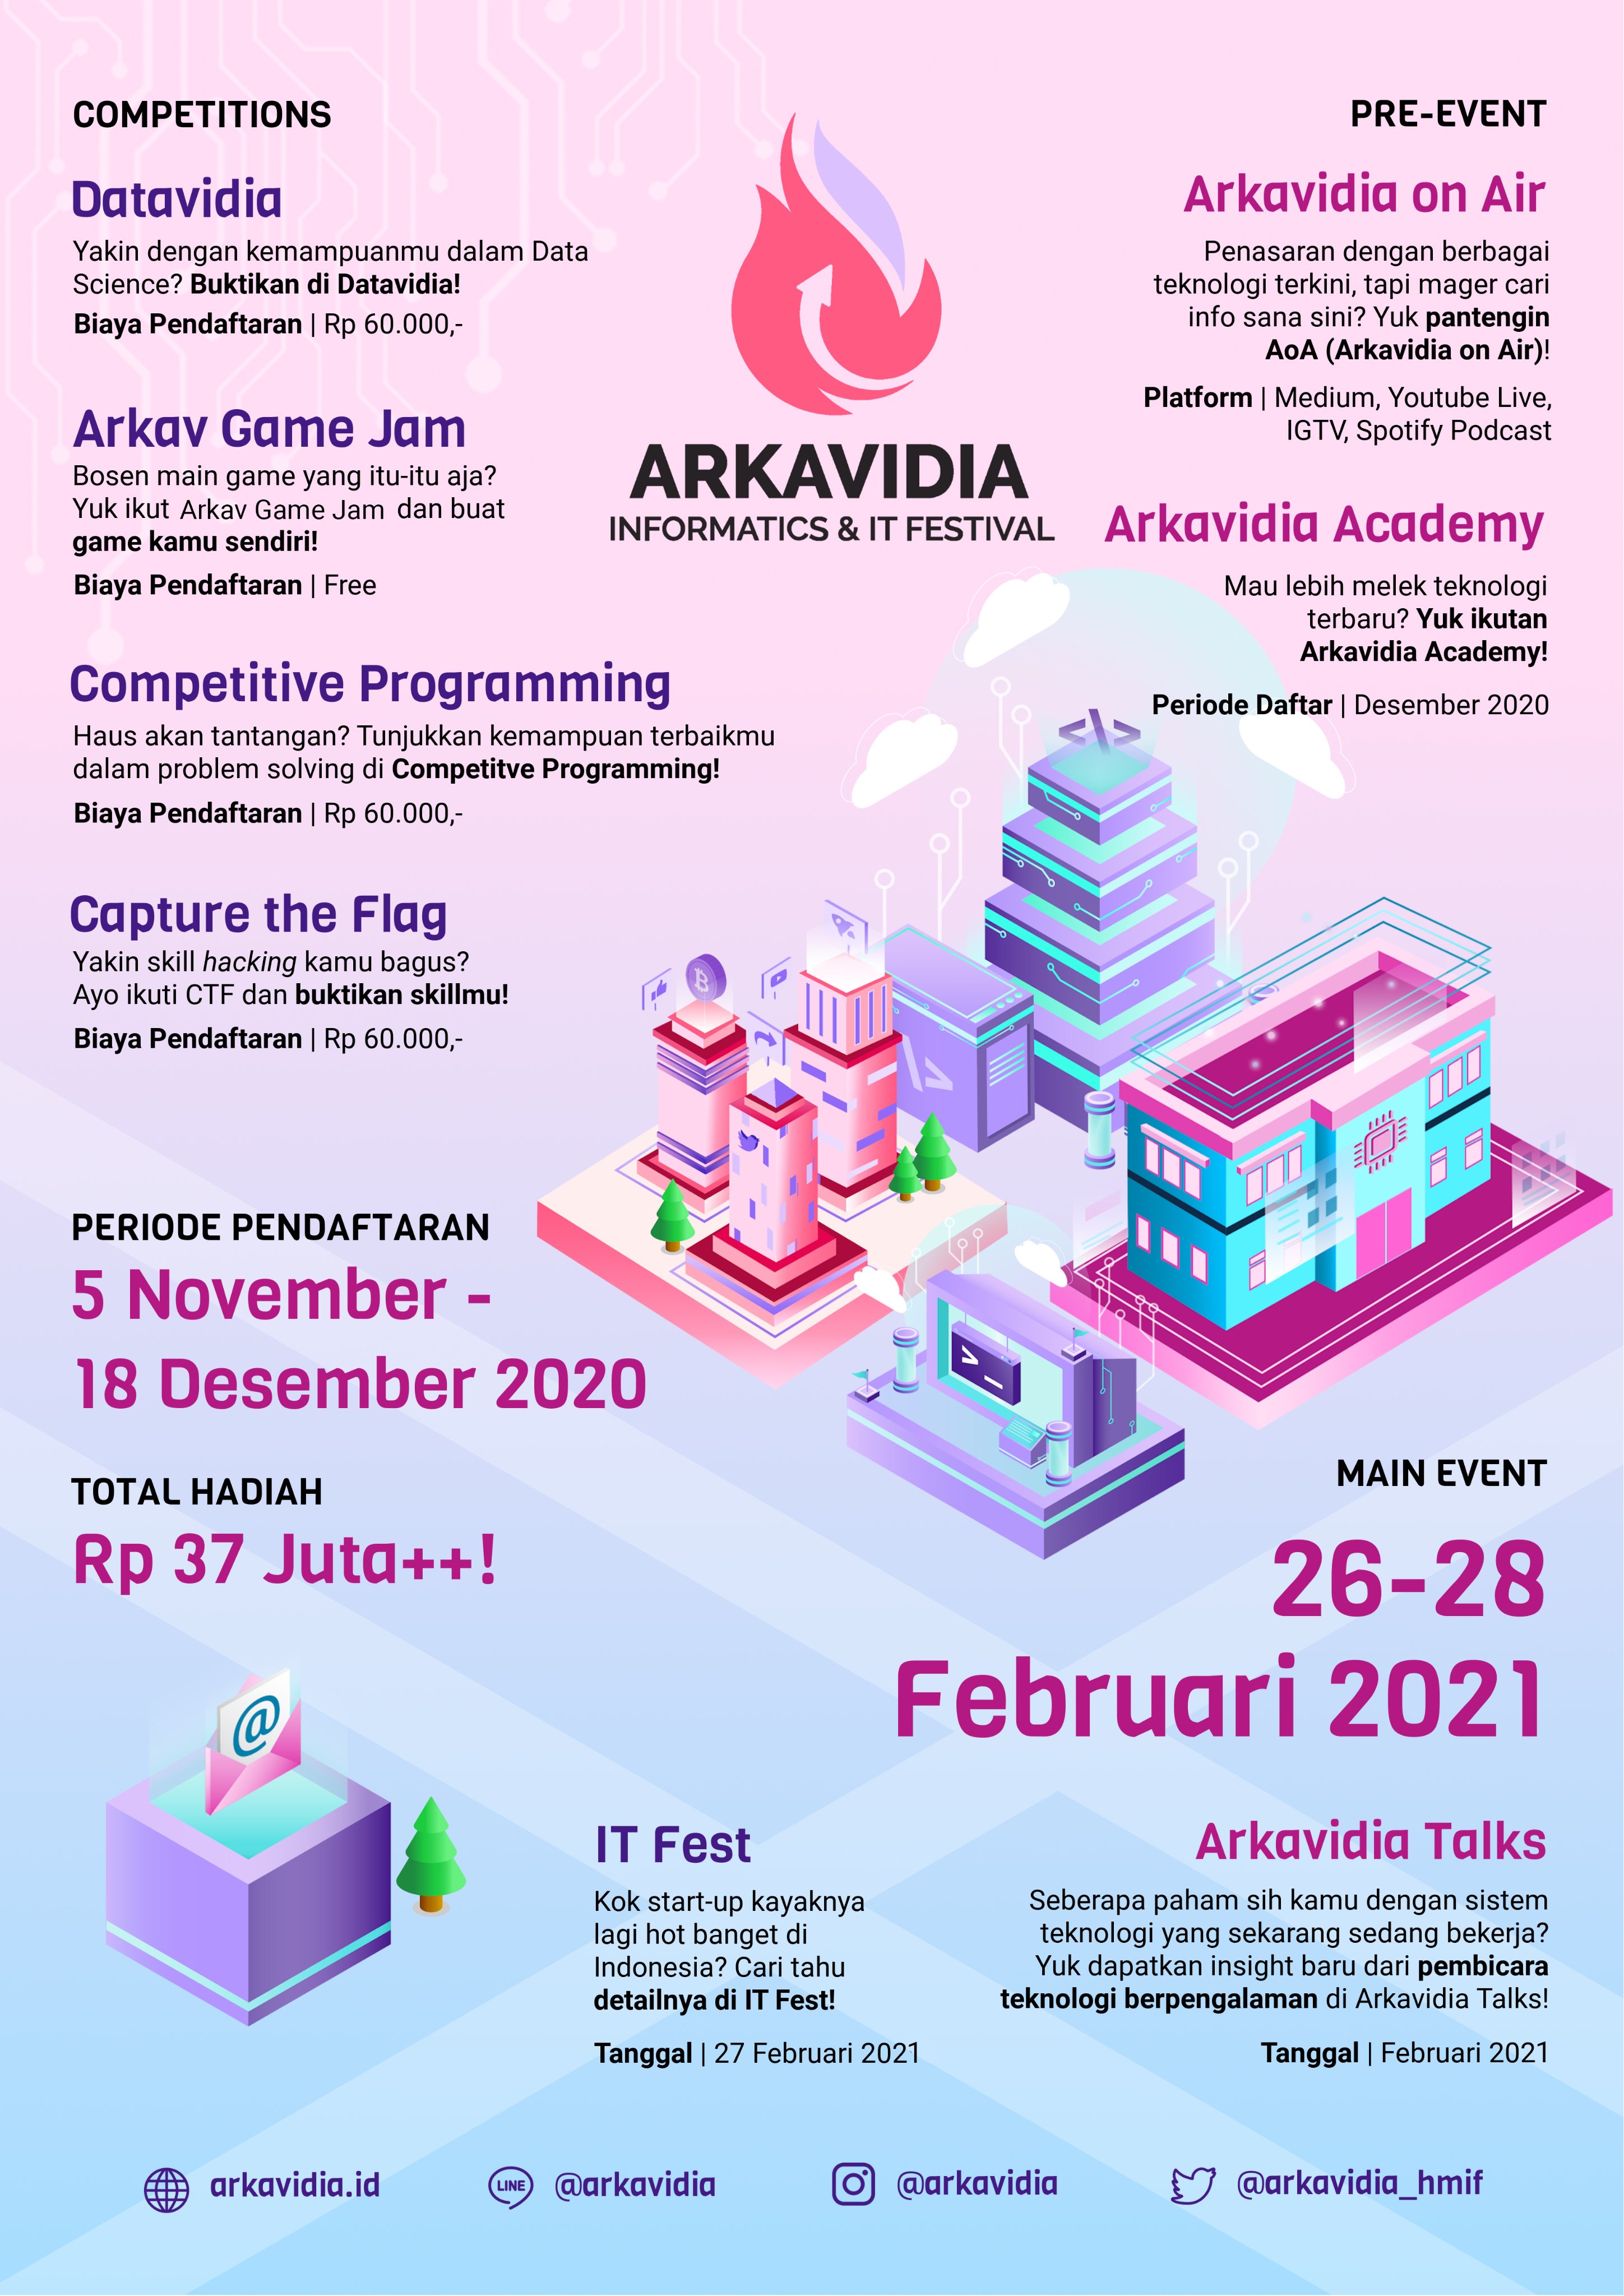 COMPETITIONS
Datavidia
Yakin dengan kemampuanmu dalam Data
Science? Buktikan di Datavidia!
Biaya Pendaftaran | Rp 60.000,-
Arkav Game Jam
Bosen main game yang itu-itu aja?
Yuk ikut Arkav Game Jam dan buat
game kamu sendiri!
Biaya Pendaftaran | Free
Competitive Programming
Haus akan tantangan? Tunjukkan kemampuan terbaikmu
dalam problem solving di Competitve Programming!
Biaya Pendaftaran | Rp 60.000,-
Capture the Flag
Yakin skill hacking kamu bagus?
Ayo ikuti CTF dan buktikan skillmu!
Biaya Pendaftaran | Rp 60.000,-
ARKAVIDIA
INFORMATICS & IT FESTIVAL
PRE-EVENT
Arkavidia on Air
Penasaran dengan berbagai
teknologi terkini, tapi mager cari
info sana sini? Yuk pantengin
AoA (Arkavidia on Air)!
Platform | Medium, Youtube Live,
IGTV, Spotify Podcast
Arkavidia Academy
Mau lebih melek teknologi
terbaru? Yuk ikutan
Arkavidia Academy!
Periode Daftar | Desember 2020
PERIODE PENDAFTARAN
5 November -
18 Desember 2020
TOTAL HADIAH
Rp 37 Juta++!
MAIN EVENT
26-28
Februari 2021
IT Fest
Kok start-up kayaknya
lagi hot banget di
Indonesia? Cari tahu
detailnya di IT Fest!
Tanggal | 27 Februari 2021
Arkavidia Talks
Seberapa paham sih kamu dengan sistem
teknologi yang sekarang sedang bekerja?
Yuk dapatkan insight baru dari pembicara
teknologi berpengalaman di Arkavidia Talks!
Tanggal | Februari 2021
arkavidia.id
LINE @arkavidia
@arkavidia
@arkavidia_hmif